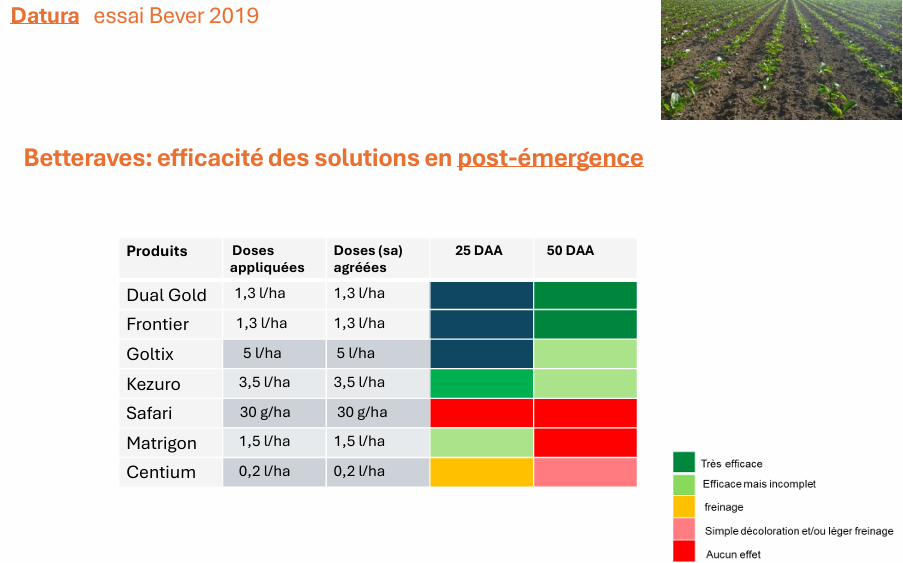 Datura essai Bever 2019
Betteraves: efficacité des solutions en post-émergence
Produits Doses appliquées Doses (sa) agréées 25 DAA 50 DAA
Dual Gold 1,3 l/ha 1,3 l/ha
Frontier 1,3 l/ha 1,3 l/ha
Goltix 5 l/ha 5 l/ha
Kezuro 3,5 l/ha 3,5 l/ha
Safari 30 g/ha 30 g/ha
Matrigon 1,5 l/ha 1,5 l/ha
Centium 0,2 l/ha 0,2 l/ha
Très efficace
Efficace mais incomplet
freinage
Simple décoloration et/ou léger freinage
Aucun effet